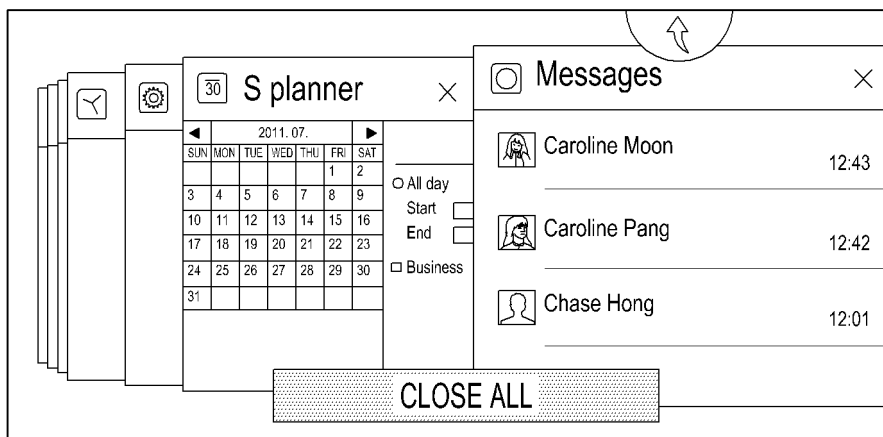 30 S planner
2011. 07.
SUN MON TUE WED THU FRI SAT
1 2
3 4 5 6 7 8 9
10 11 12 13 14 15 16
17 18 19 20 21 22 23
24 25 26 27 28 29 30
31
All day
Start
End
Business
Messages
Caroline Moon
12:43
Caroline Pang
12:42
Chase Hong
12:01
CLOSE ALL